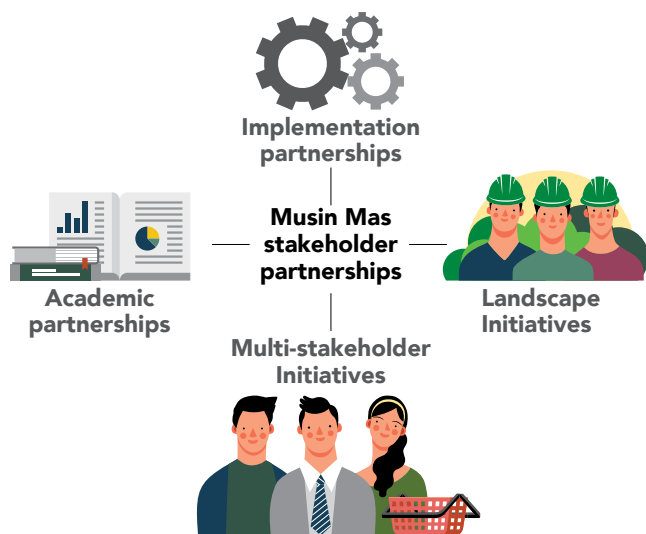 Implementation
partnerships
Musin Mas
stakeholder
partnerships
Academic
partnerships
Landscape
Initiatives
Multi-stakeholder
Initiatives